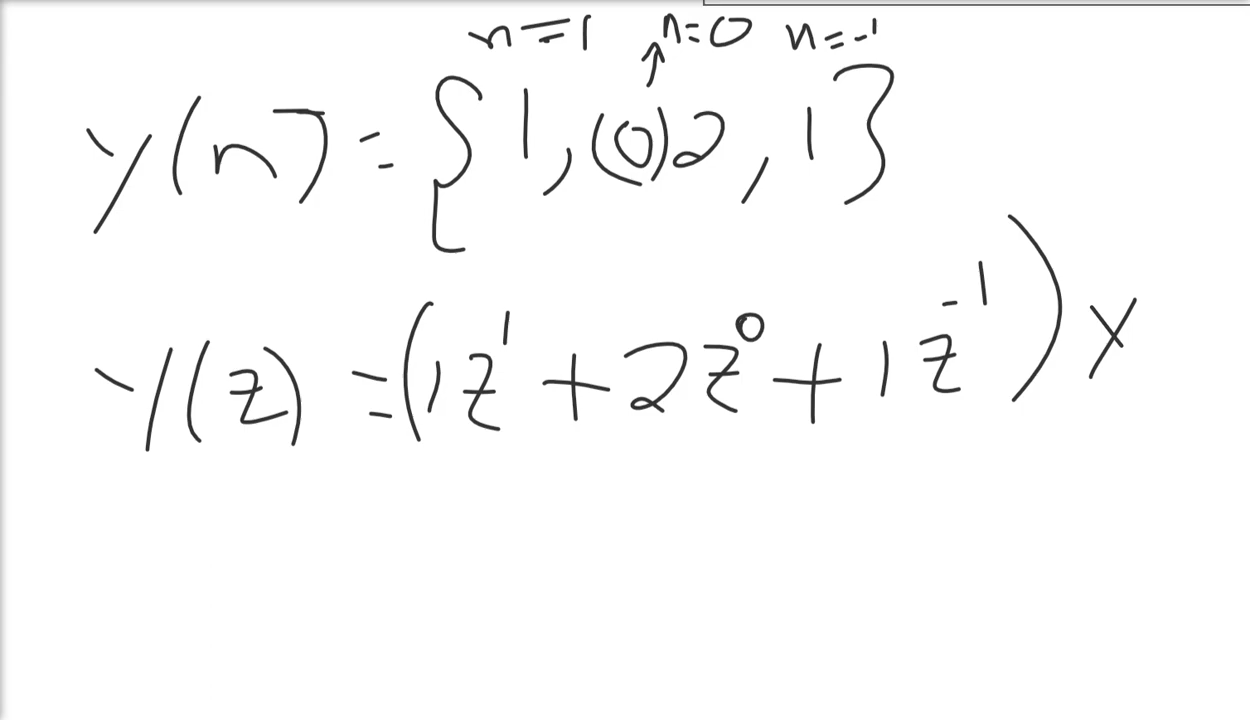 n=1 n=0 n=-1
y(n) = {1, (0)2, 1}
Y(z) = (1z¹ + 2z⁰ + 1z⁻¹) x